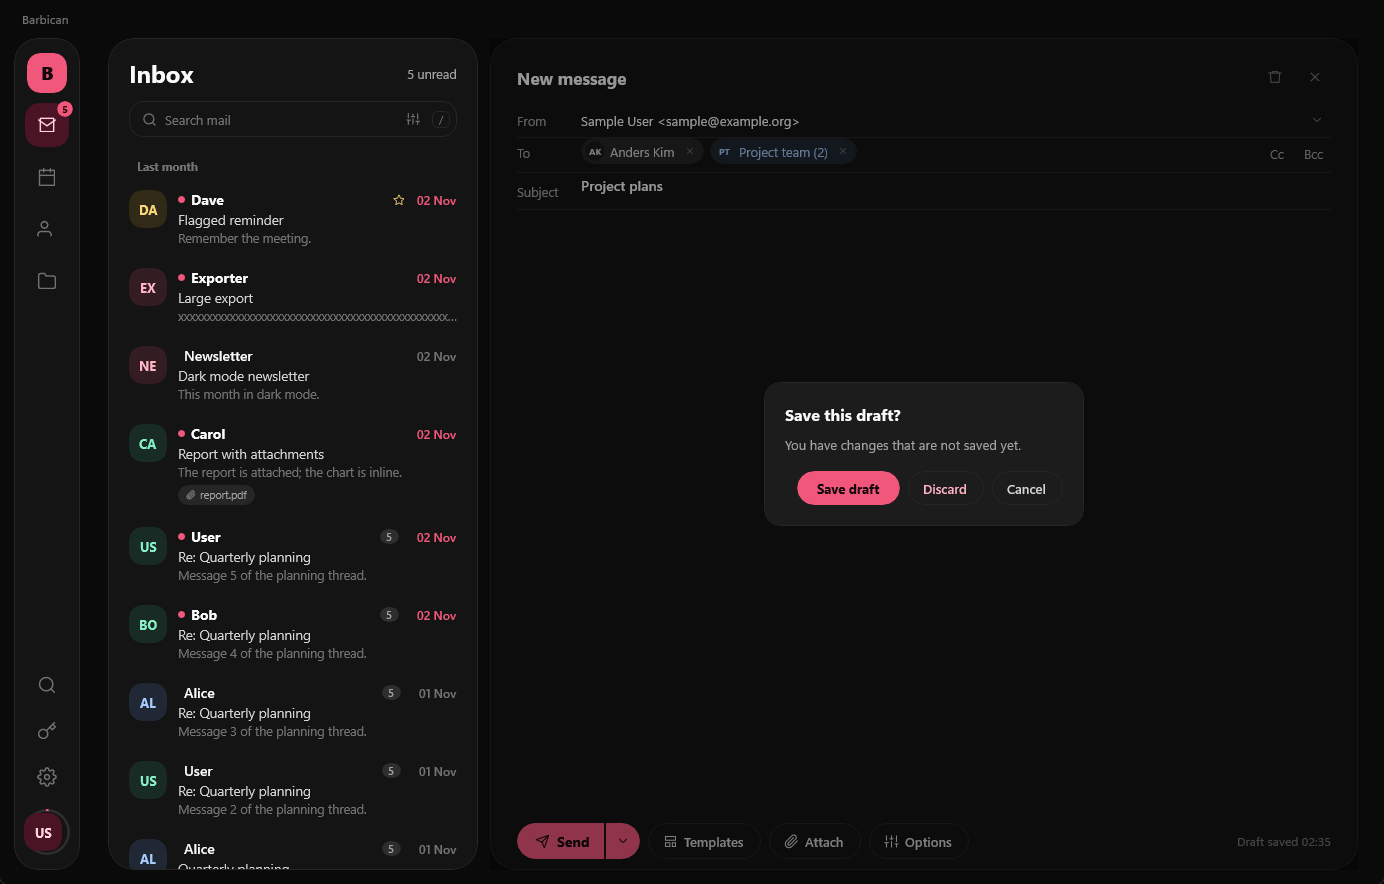 Barbican
B
5
US
Inbox
5 unread
Search mail /
Last month
DA Dave 02 Nov
Flagged reminder
Remember the meeting.
EX Exporter 02 Nov
Large export
NE Newsletter 02 Nov
Dark mode newsletter
This month in dark mode.
CA Carol 02 Nov
Report with attachments
The report is attached; the chart is inline.
report.pdf
US User 5 02 Nov
Re: Quarterly planning
Message 5 of the planning thread.
BO Bob 5 02 Nov
Re: Quarterly planning
Message 4 of the planning thread.
AL Alice 5 01 Nov
Re: Quarterly planning
Message 3 of the planning thread.
US User 5 01 Nov
Re: Quarterly planning
Message 2 of the planning thread.
AL Alice 5 01 Nov
Quarterly planning
New message
From Sample User <sample@example.org>
To AK Anders Kim × PT Project team (2) × Cc Bcc
Subject Project plans
Save this draft?
You have changes that are not saved yet.
Save draft Discard Cancel
Send Templates Attach Options Draft saved 02:35